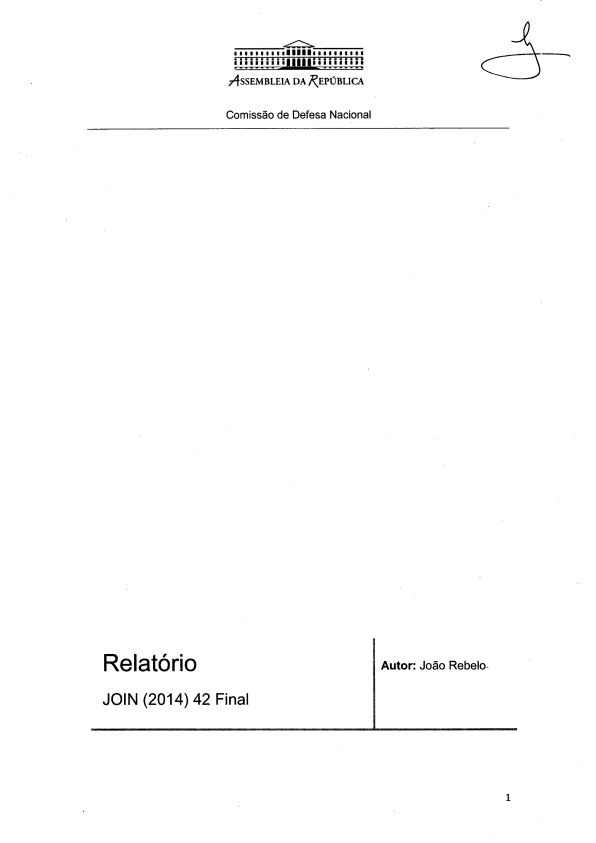 ASSEMBLEIA DA REPÚBLICA
Comissão de Defesa Nacional
Relatório
JOIN (2014) 42 Final
Autor: João Rebelo
1